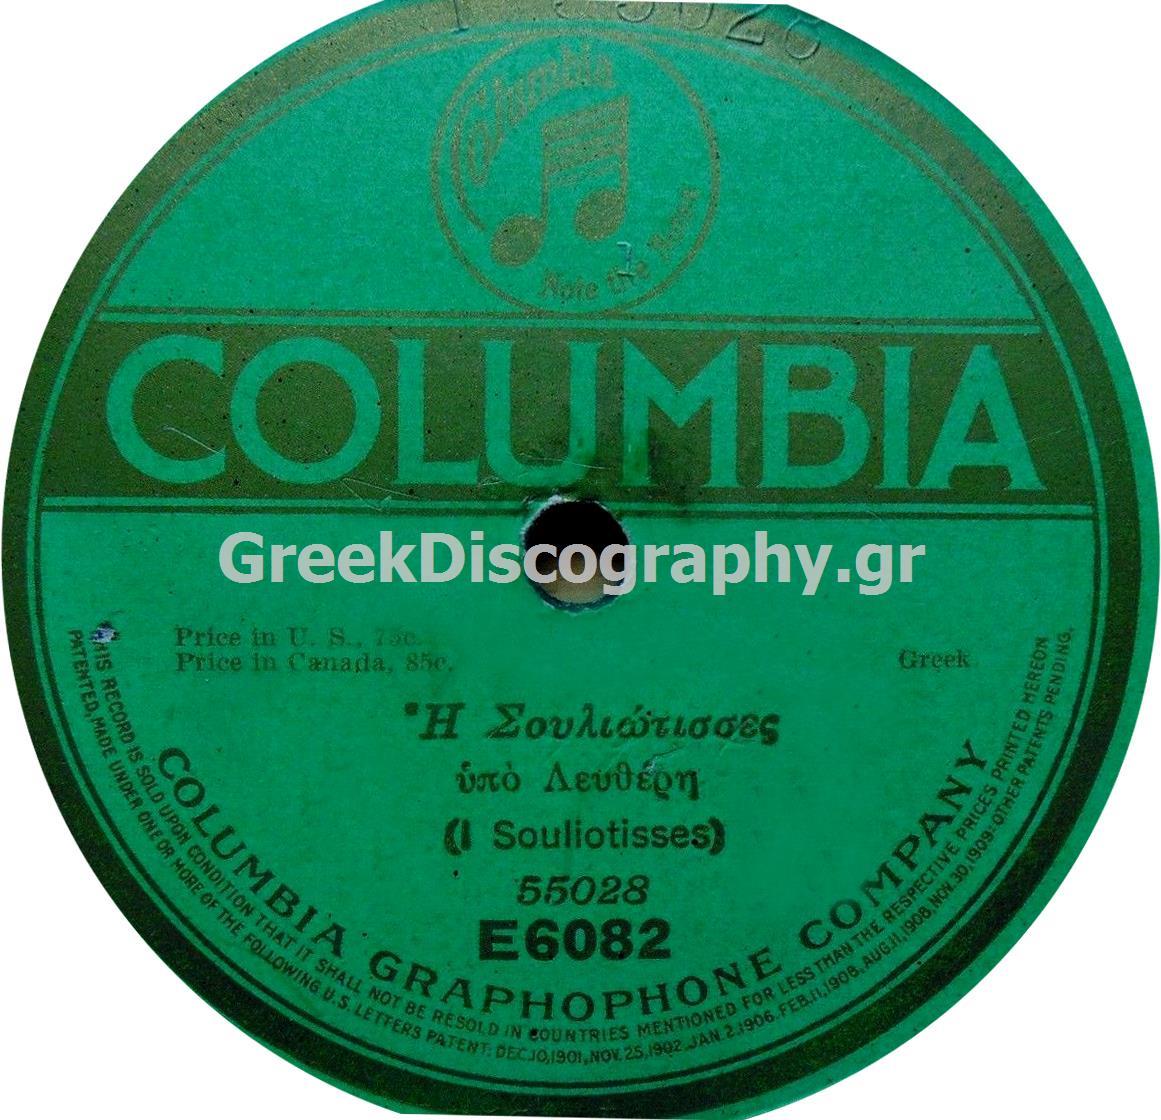 55028
Columbia
Note the Notes
COLUMBIA
GreekDiscography.gr
Price in U. S., 75c.
Price in Canada, 85c.
Greek
Ἡ Σουλιώτισσες
ὑπὸ Λευθέρη
(I Souliotisses)
55028
E6082
COLUMBIA GRAPHOPHONE COMPANY
THIS RECORD IS SOLD UPON CONDITION THAT IT SHALL NOT BE RESOLD IN COUNTRIES MENTIONED FOR LESS THAN THE RESPECTIVE PRICES PRINTED HEREON
PATENTED, MADE UNDER ONE OR MORE OF THE FOLLOWING U.S. LETTERS PATENT: DEC.10,1901, NOV. 25, 1902, JAN. 2, 1906, FEB. 11, 1908, AUG. 11, 1908, NOV. 30, 1909: OTHER PATENTS PENDING.